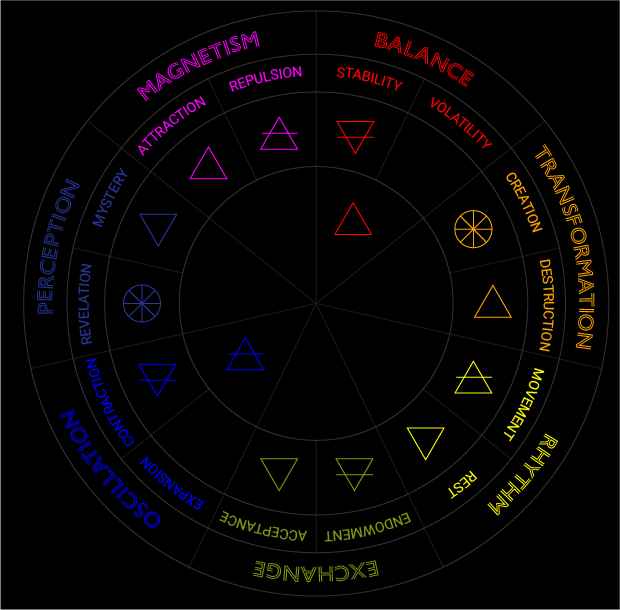 MAGNETISM
BALANCE
REPULSION
STABILITY
ATTRACTION
VOLATILITY
TRANSFORMATION
CREATION
MYSTERY
PERCEPTION
REVELATION
DESTRUCTION
CONTRACTION
MOVEMENT
OSCILLATION
RHYTHM
EXPANSION
REST
ACCEPTANCE
ENDOWMENT
EXCHANGE